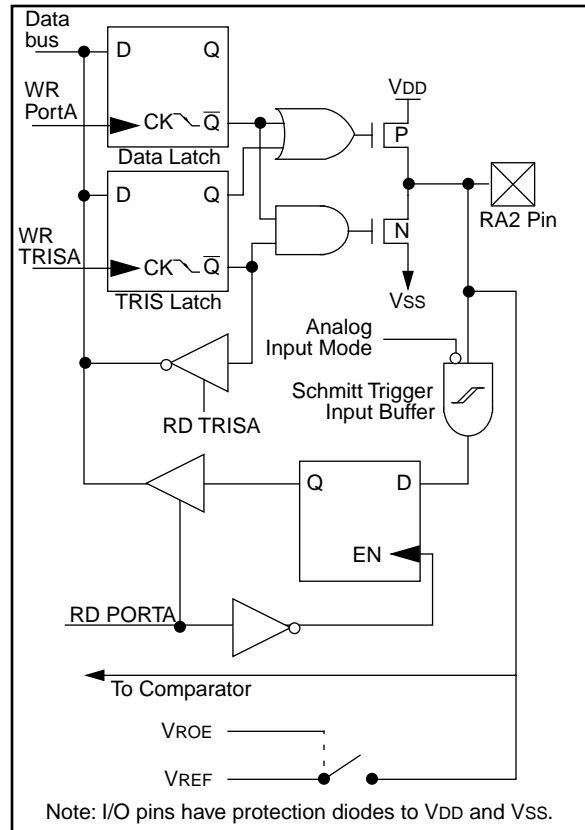 Data
bus
D Q
VDD
WR
PortA
CK Q
P
Data Latch
D Q
N
RA2 Pin
WR
TRISA
CK Q
VSS
TRIS Latch
Analog
Input Mode
Schmitt Trigger
Input Buffer
RD TRISA
Q D
EN
RD PORTA
To Comparator
VROE
VREF
Note: I/O pins have protection diodes to VDD and VSS.